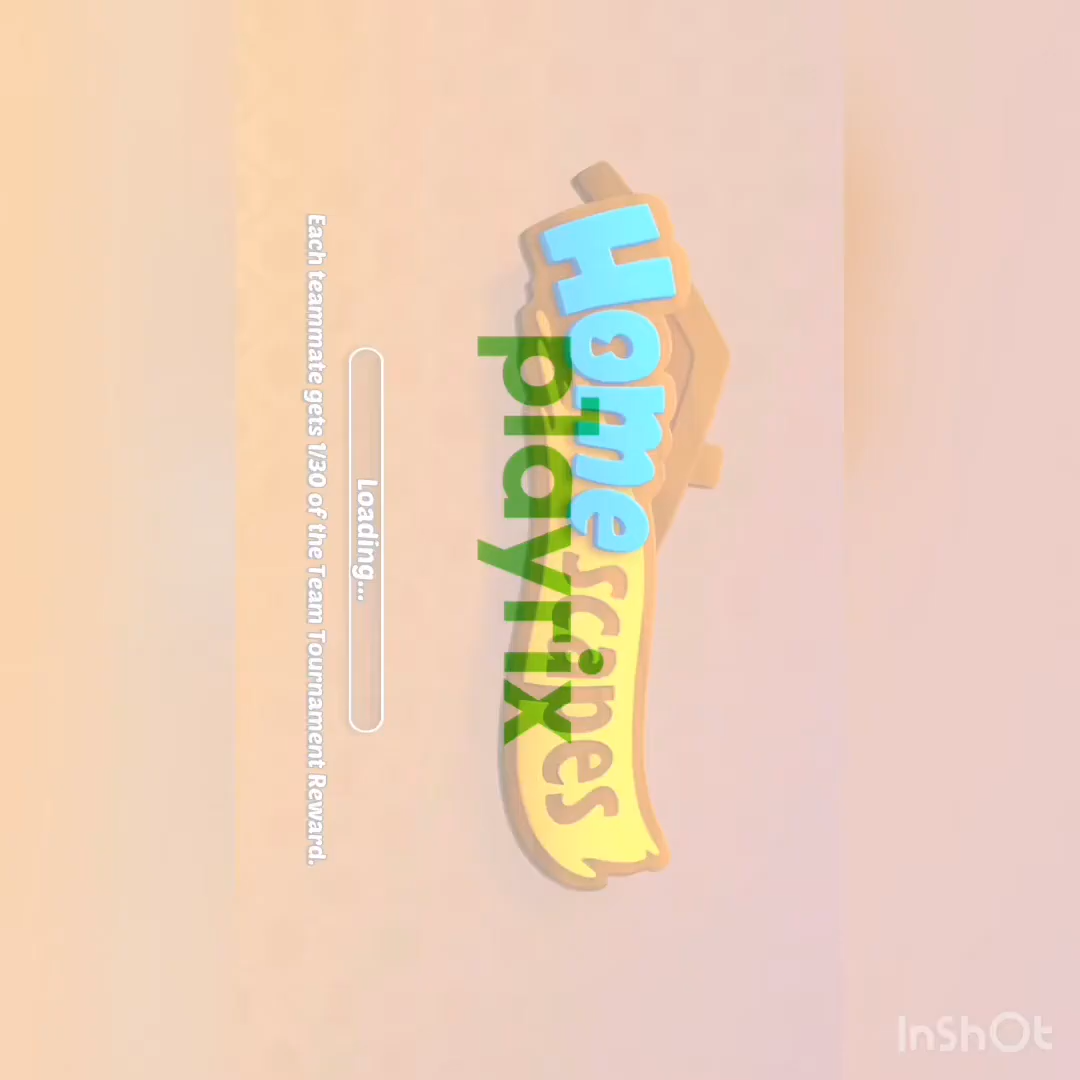 Home
scapes
playrix
Loading...
Each teammate gets 1/30 of the Team Tournament Reward.
InShOt